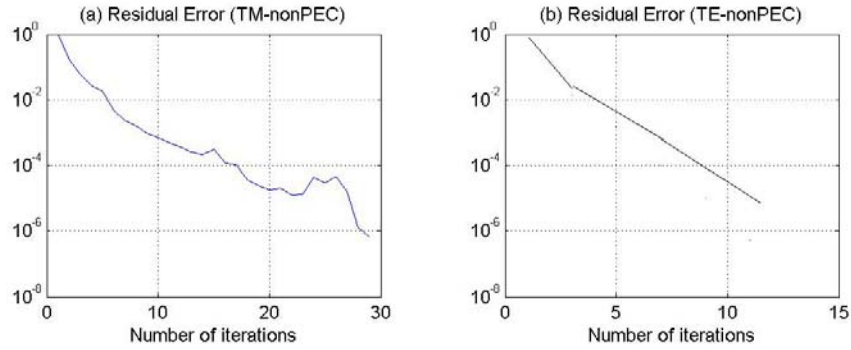 (a) Residual Error (TM-nonPEC)
10^0
10^-2
10^-4
10^-6
10^-8
0 10 20 30
Number of iterations
(b) Residual Error (TE-nonPEC)
10^0
10^-2
10^-4
10^-6
10^-8
0 5 10 15
Number of iterations